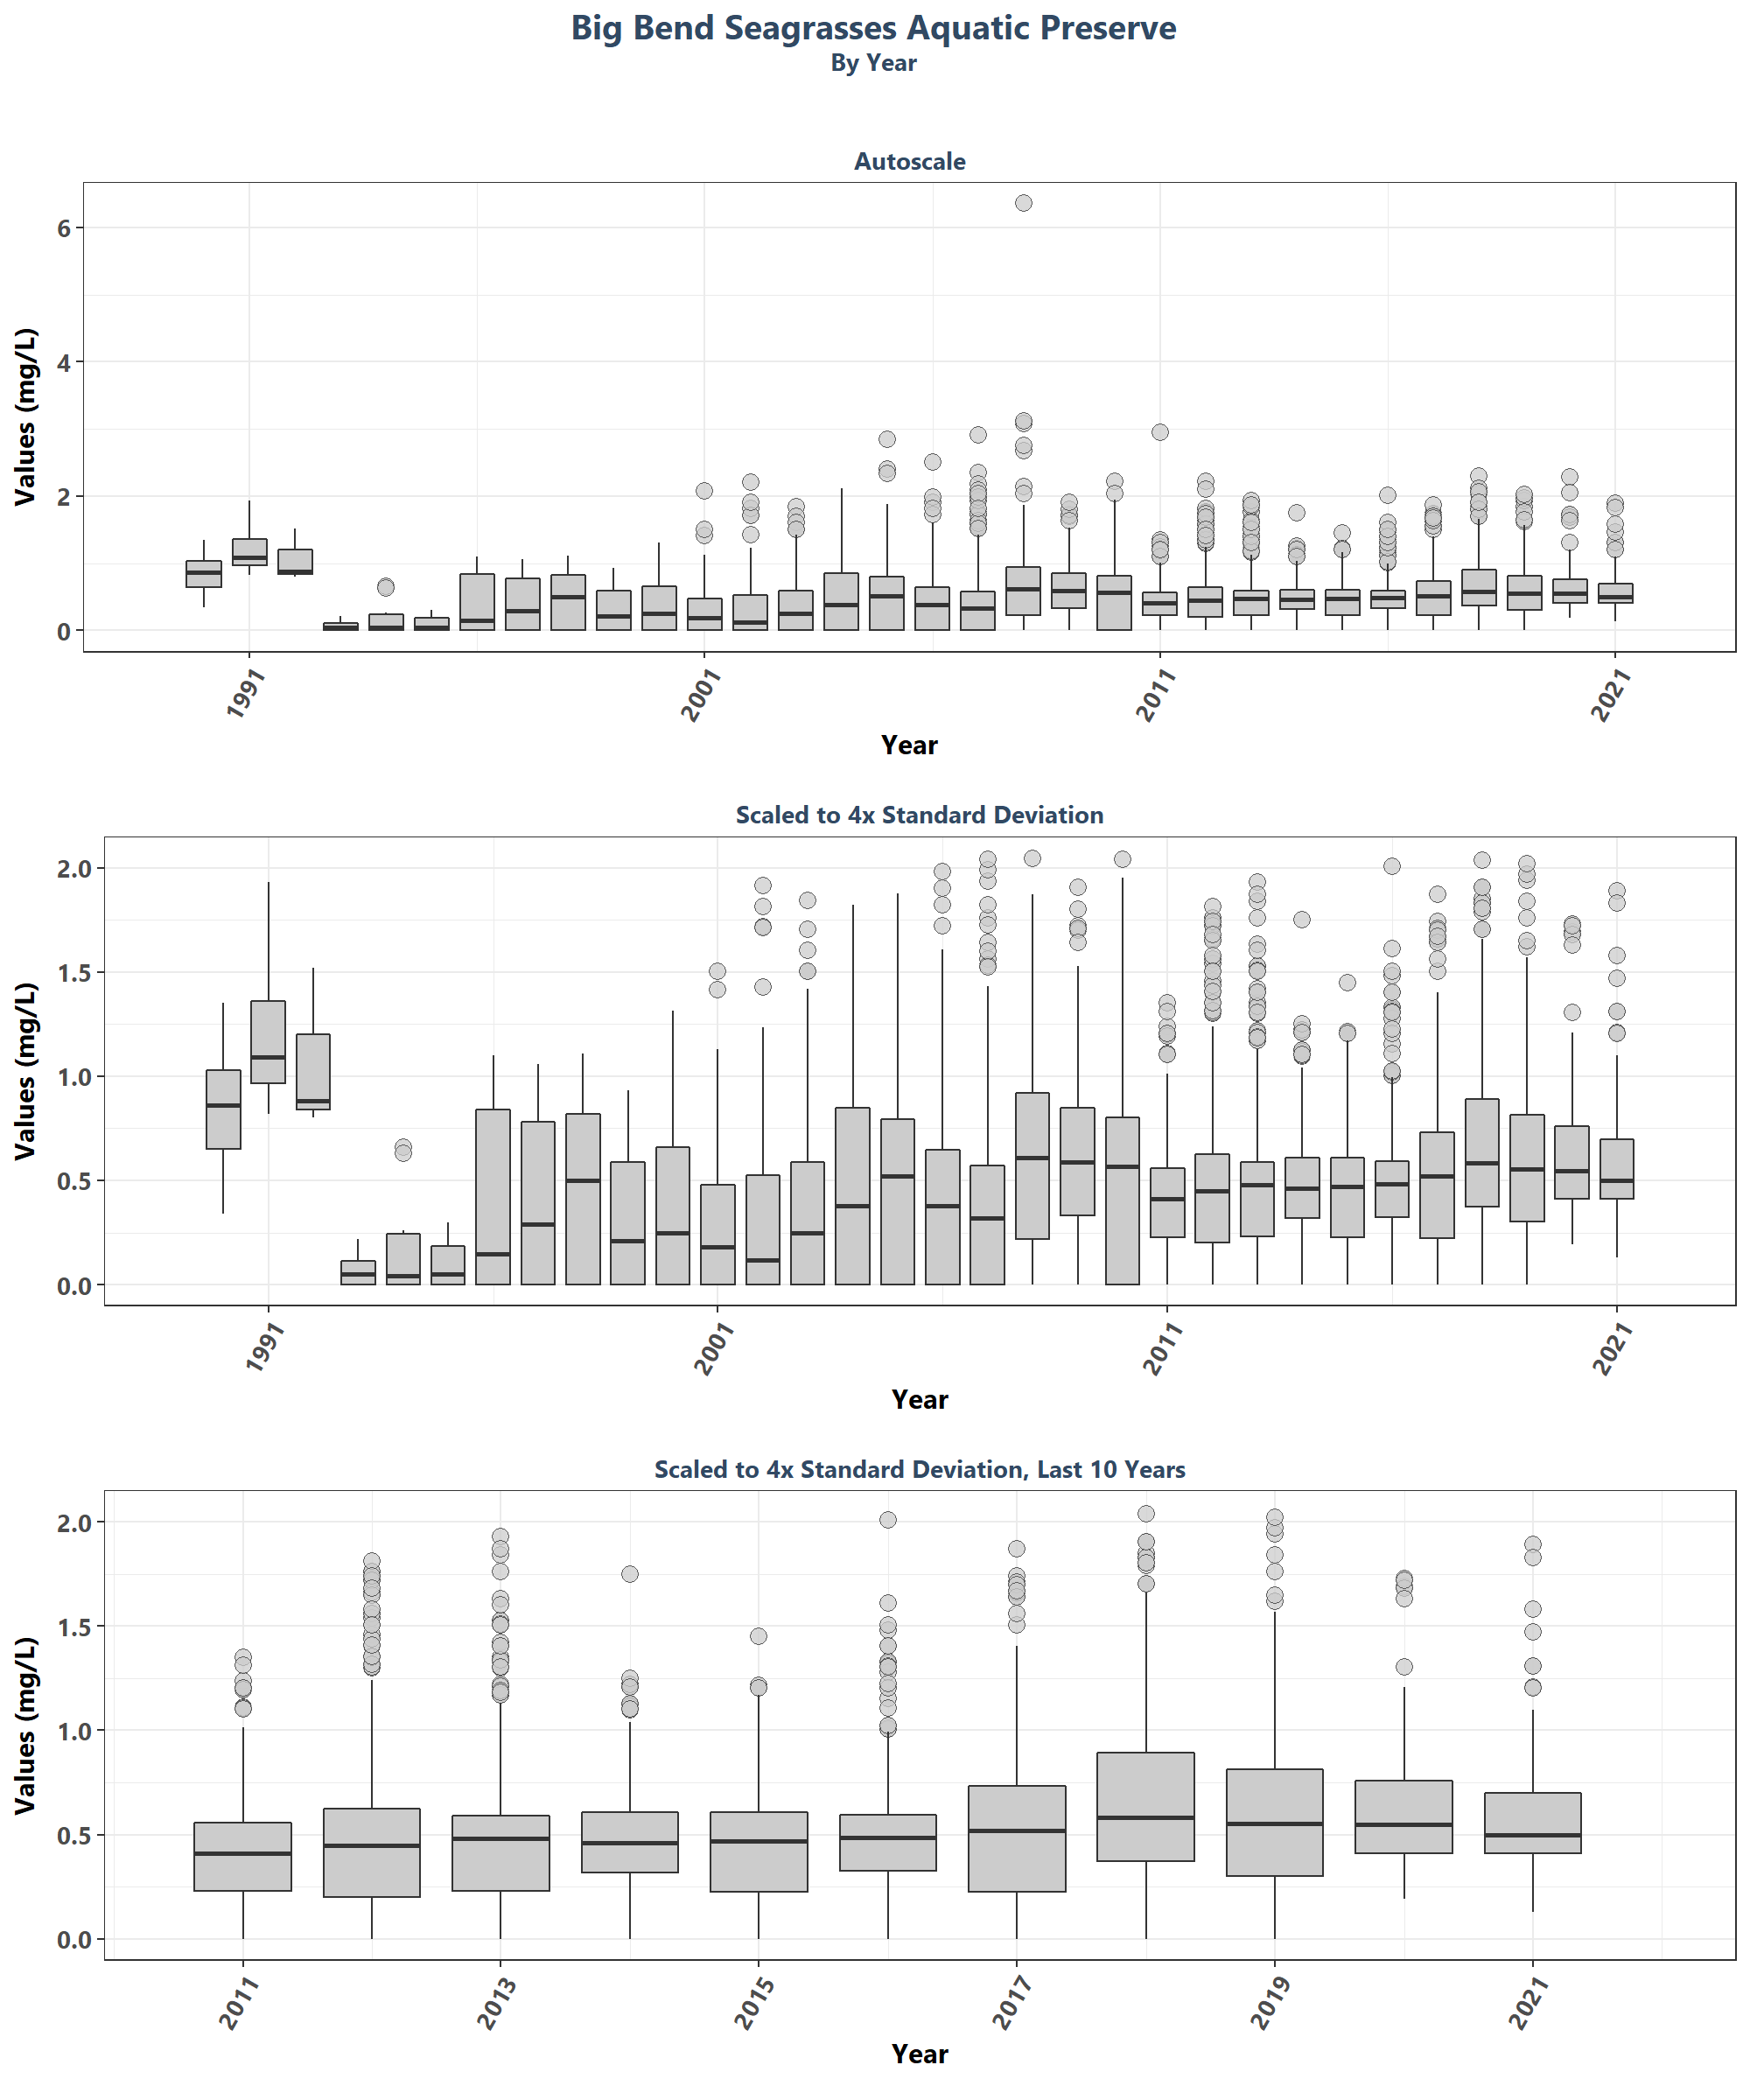 Big Bend Seagrasses Aquatic Preserve
By Year
Autoscale
Values (mg/L)
6
4
2
0
1991
2001
2011
2021
Year
Scaled to 4x Standard Deviation
Values (mg/L)
2.0
1.5
1.0
0.5
0.0
1991
2001
2011
2021
Year
Scaled to 4x Standard Deviation, Last 10 Years
Values (mg/L)
2.0
1.5
1.0
0.5
0.0
2011
2013
2015
2017
2019
2021
Year